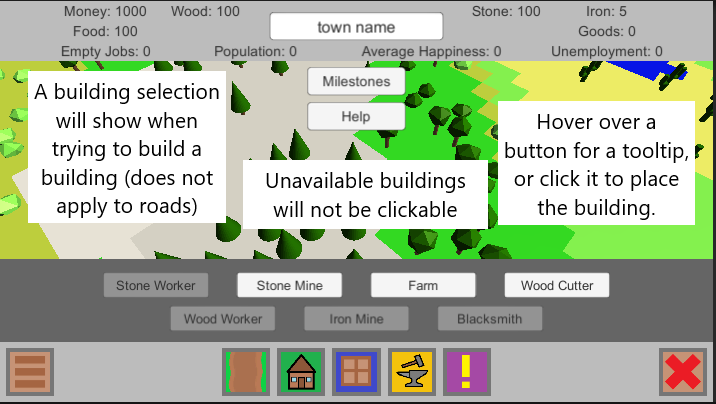 Money: 1000 Wood: 100 Stone: 100 Iron: 5
town name
Food: 100 Goods: 0
Empty Jobs: 0 Population: 0 Average Happiness: 0 Unemployment: 0
Milestones
Help
A building selection
will show when
trying to build a
building (does not
apply to roads)
Unavailable buildings
will not be clickable
Hover over a
button for a tooltip,
or click it to place
the building.
Stone Worker Stone Mine Farm Wood Cutter
Wood Worker Iron Mine Blacksmith
!